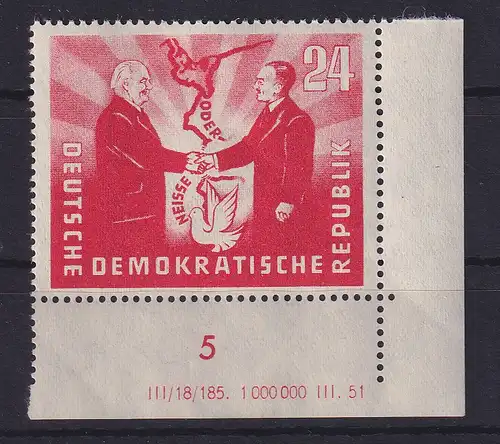 24
ODER
NEISSE
DEUTSCHE DEMOKRATISCHE REPUBLIK
5
III/18/185. 1000000 III. 51